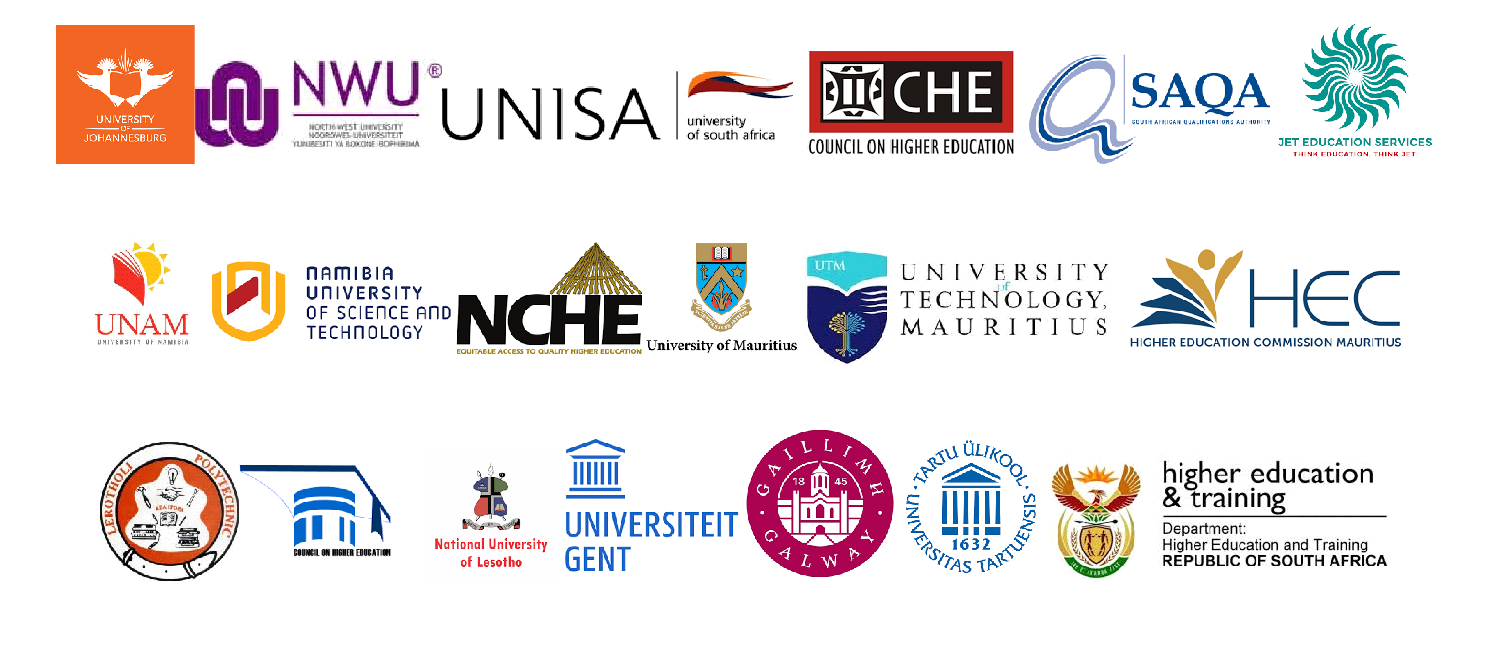 UNIVERSITY
OF
JOHANNESBURG
NWU®
NORTH-WEST UNIVERSITY
NOORDWES-UNIVERSITEIT
YUNIBESITI YA BOKONE-BOPHIRIMA
UNISA
university
of south africa
CHE
COUNCIL ON HIGHER EDUCATION
SAQA
SOUTH AFRICAN QUALIFICATIONS AUTHORITY
JET EDUCATION SERVICES
THINK EDUCATION. THINK JET
UNAM
UNIVERSITY OF NAMIBIA
NAMIBIA
UNIVERSITY
OF SCIENCE AND
TECHNOLOGY
NCHE
EQUITABLE ACCESS TO QUALITY HIGHER EDUCATION
University of Mauritius
UTM
UNIVERSITY
of
TECHNOLOGY,
MAURITIUS
HEC
HIGHER EDUCATION COMMISSION MAURITIUS
LEROTHOLI POLYTECHNIC
COUNCIL ON HIGHER EDUCATION
National University
of Lesotho
UNIVERSITEIT
GENT
GAILLIMH
18 45
GALWAY
TARTU ÜLIKOOL
1632
UNIVERSITAS TARTUENSIS
higher education
& training
Department:
Higher Education and Training
REPUBLIC OF SOUTH AFRICA